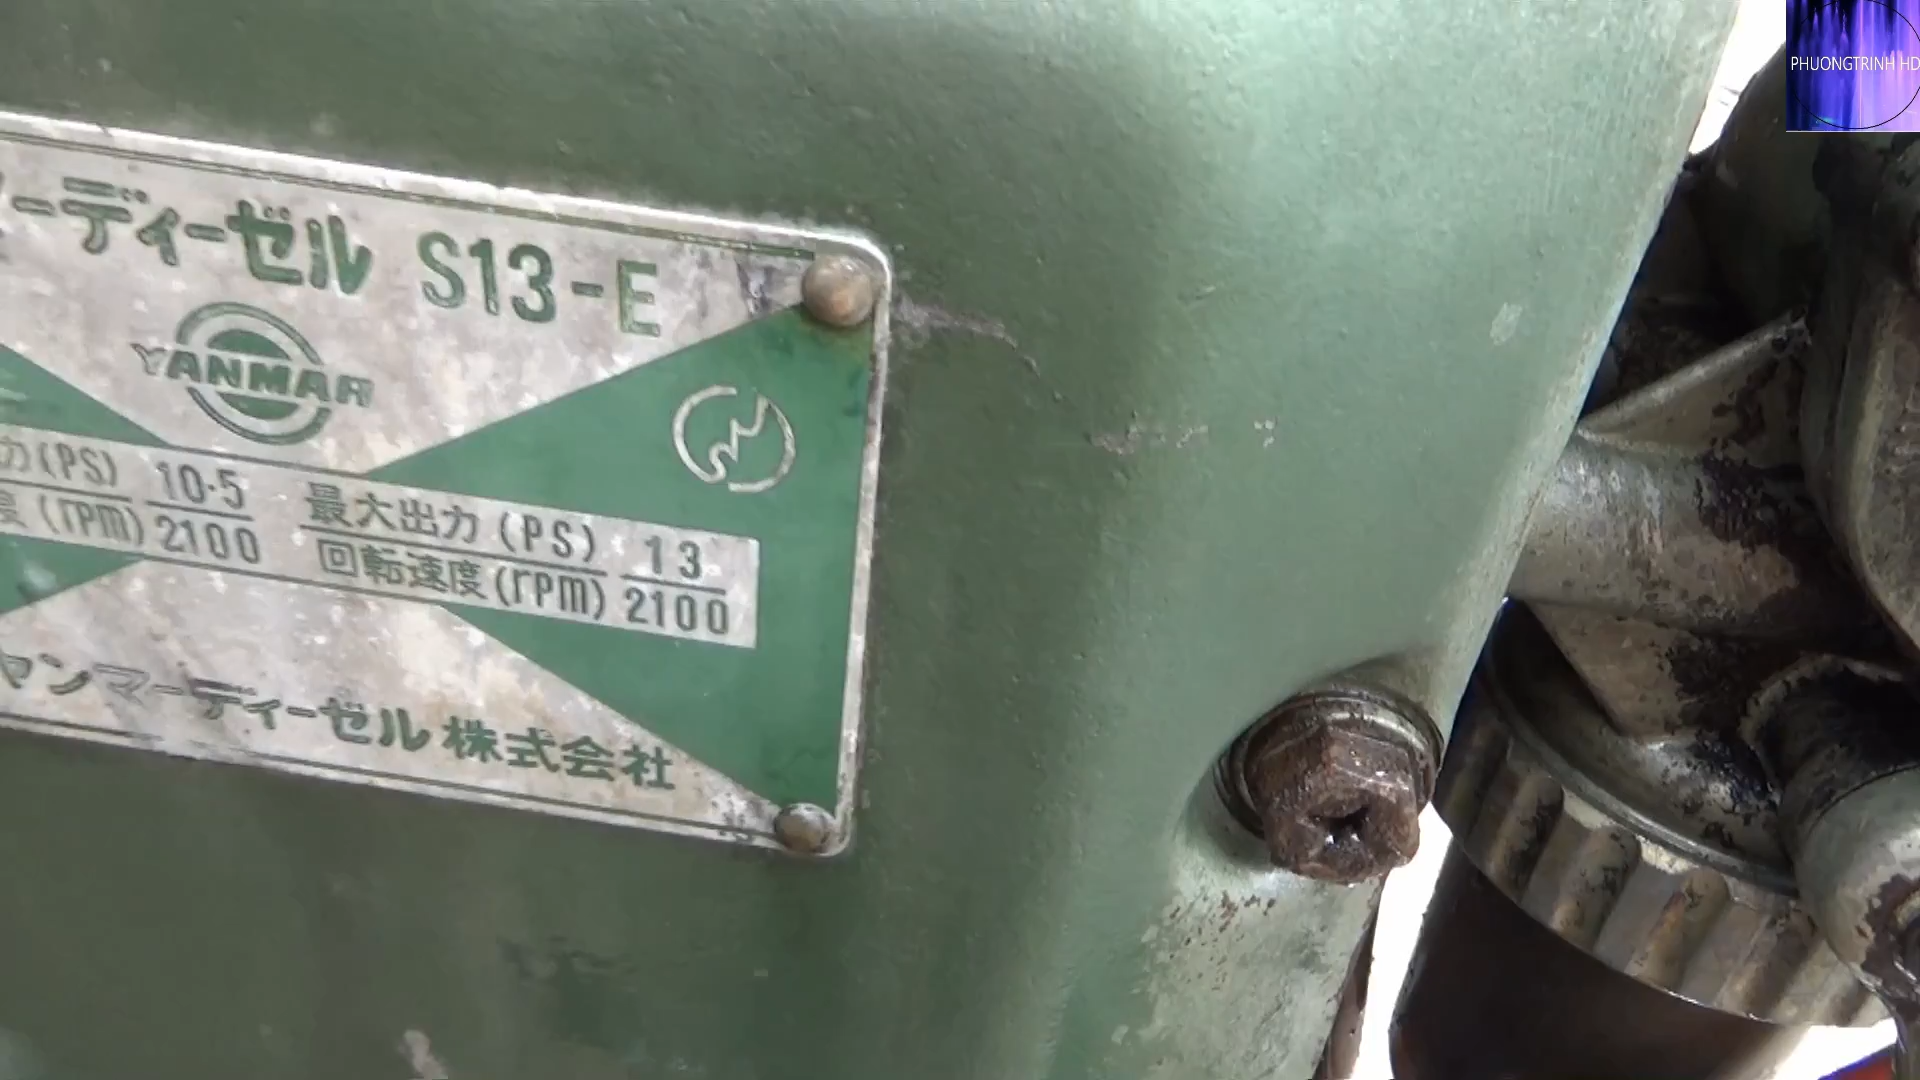 PHUONGTRINH HD
ーディーゼル S13-E
YANMAR
力(PS) 10·5 最大出力(PS) 13
度(rpm) 2100 回転速度(rpm) 2100
ヤンマーディーゼル株式会社